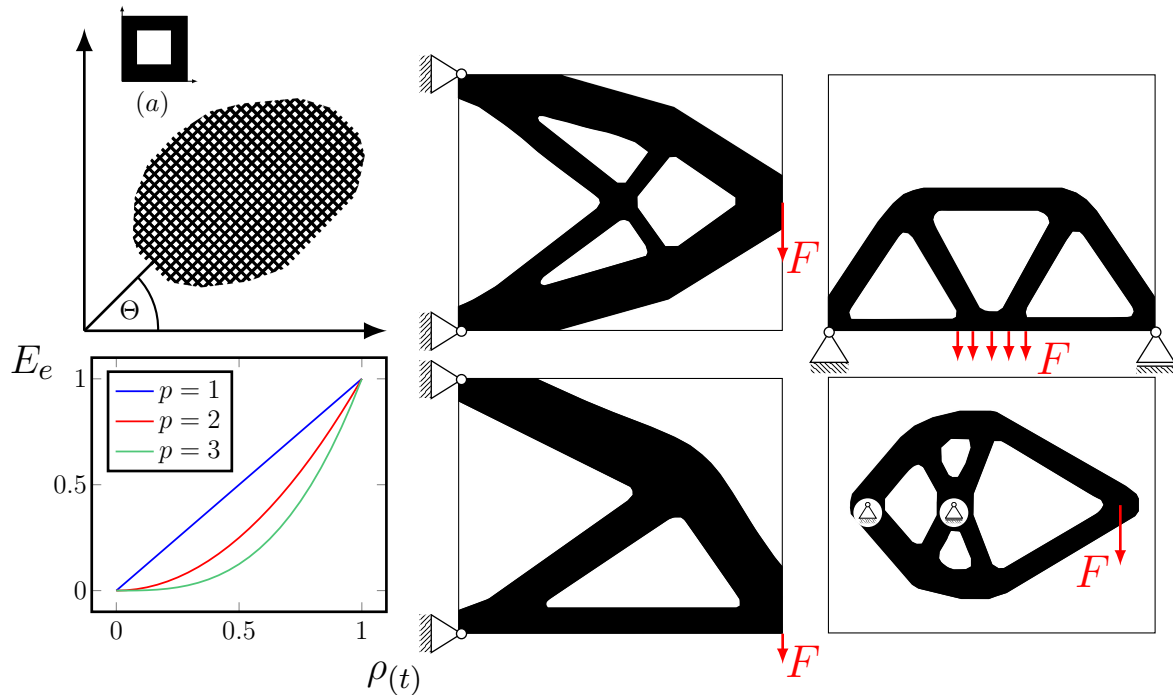 (a)
Θ
E_e
1
0.5
0
p = 1
p = 2
p = 3
0 0.5 1
ρ_(t)
F
F
F
F